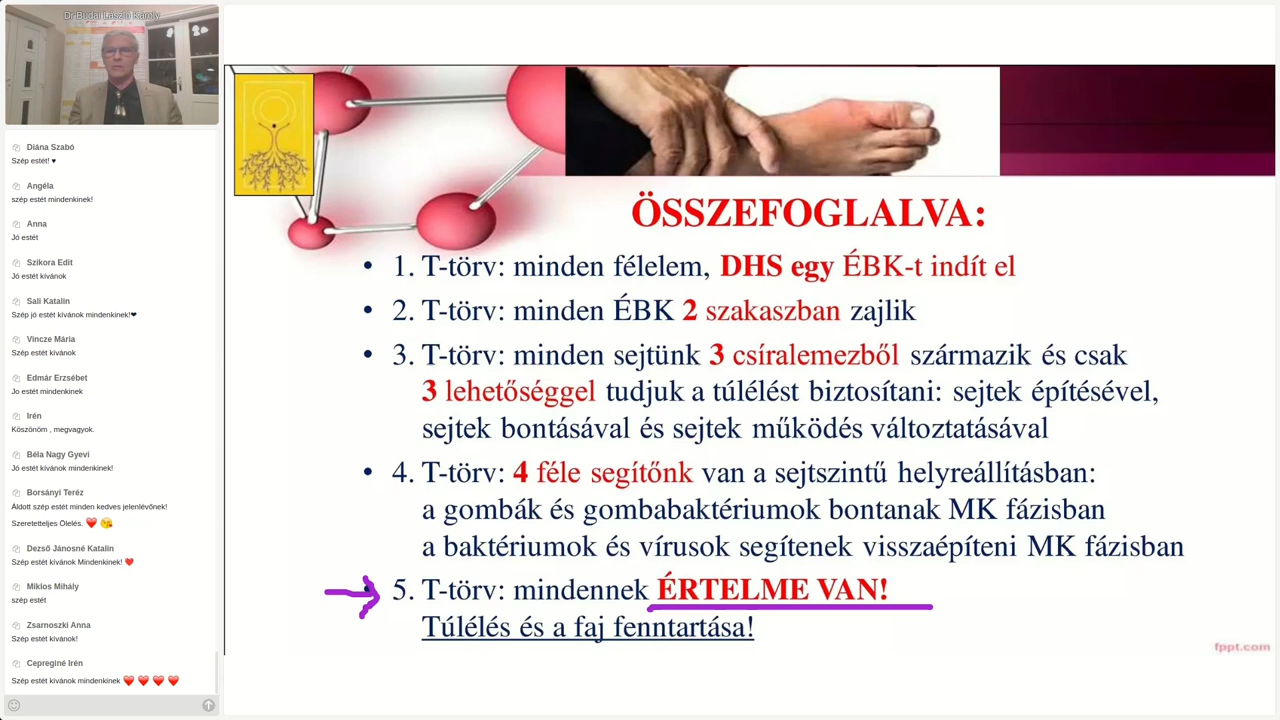 Dr Budai László Károly
Diána Szabó
Szép estét! ♥
Angéla
szép estét mindenkinek!
Anna
Jó estét
Szikora Edit
Jó estét kívánok
Sali Katalin
Szép jó estét kívánok mindenkinek!❤
Vincze Mária
Szép estét kívánok
Edmár Erzsébet
Jo estét mindenkinek
Irén
Köszönöm , megvagyok.
Béla Nagy Gyevi
Jó estét kívánok mindenkinek!
Borsányi Teréz
Áldott szép estét minden kedves jelenlévőnek!
Szeretetteljes Ölelés. ❤️ 😘
Dezső Jánosné Katalin
Szép estét kívánok Mindenkinek! ❤️
Miklos Mihály
szép estét
Zsarnoszki Anna
Szép estét kívánok!
Cepreginé Irén
Szép estét kívánok mindenkinek ❤️ ❤️ ❤️ ❤️
ÖSSZEFOGLALVA:
• 1. T-törv: minden félelem, DHS egy ÉBK-t indít el
• 2. T-törv: minden ÉBK 2 szakaszban zajlik
• 3. T-törv: minden sejtünk 3 csíralemezből származik és csak
3 lehetőséggel tudjuk a túlélést biztosítani: sejtek építésével,
sejtek bontásával és sejtek működés változtatásával
• 4. T-törv: 4 féle segítőnk van a sejtszintű helyreállításban:
a gombák és gombabaktériumok bontanak MK fázisban
a baktériumok és vírusok segítenek visszaépíteni MK fázisban
• 5. T-törv: mindennek ÉRTELME VAN!
Túlélés és a faj fenntartása!
fppt.com